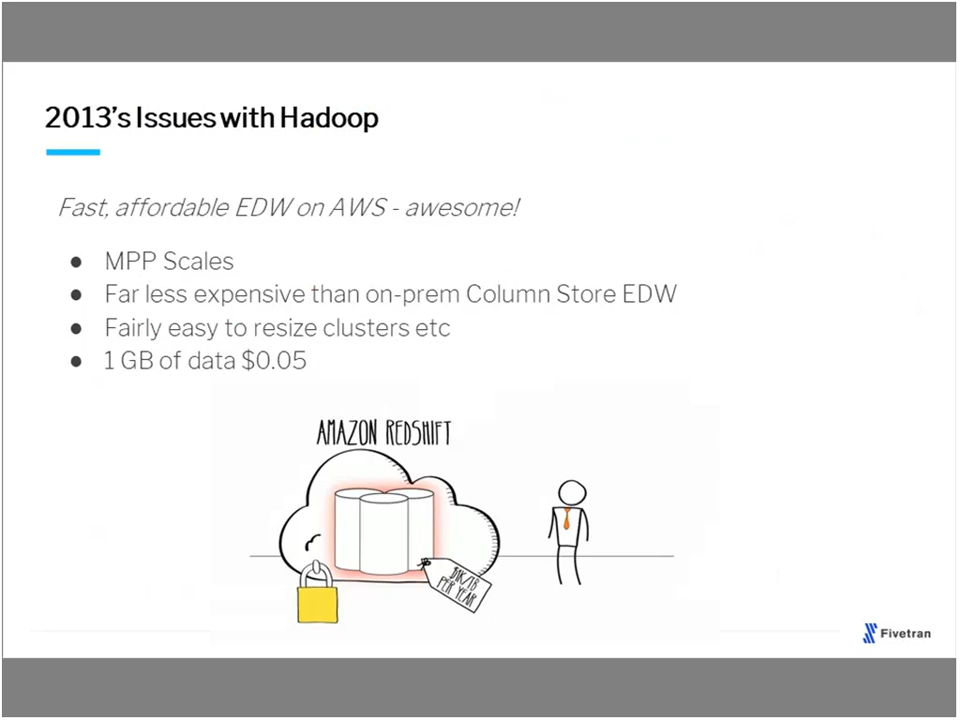 2013's Issues with Hadoop
Fast, affordable EDW on AWS - awesome!
● MPP Scales
● Far less expensive than on-prem Column Store EDW
● Fairly easy to resize clusters etc
● 1 GB of data $0.05
AMAZON REDSHIFT
$1K/TB
PER YEAR
Fivetran